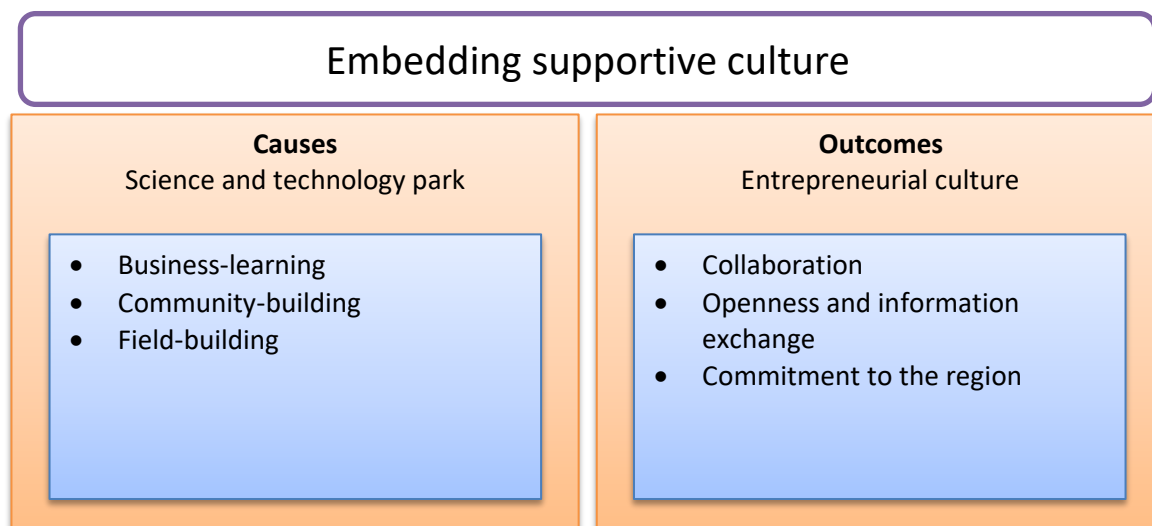 Embedding supportive culture
Causes
Science and technology park
• Business-learning
• Community-building
• Field-building
Outcomes
Entrepreneurial culture
• Collaboration
• Openness and information
exchange
• Commitment to the region